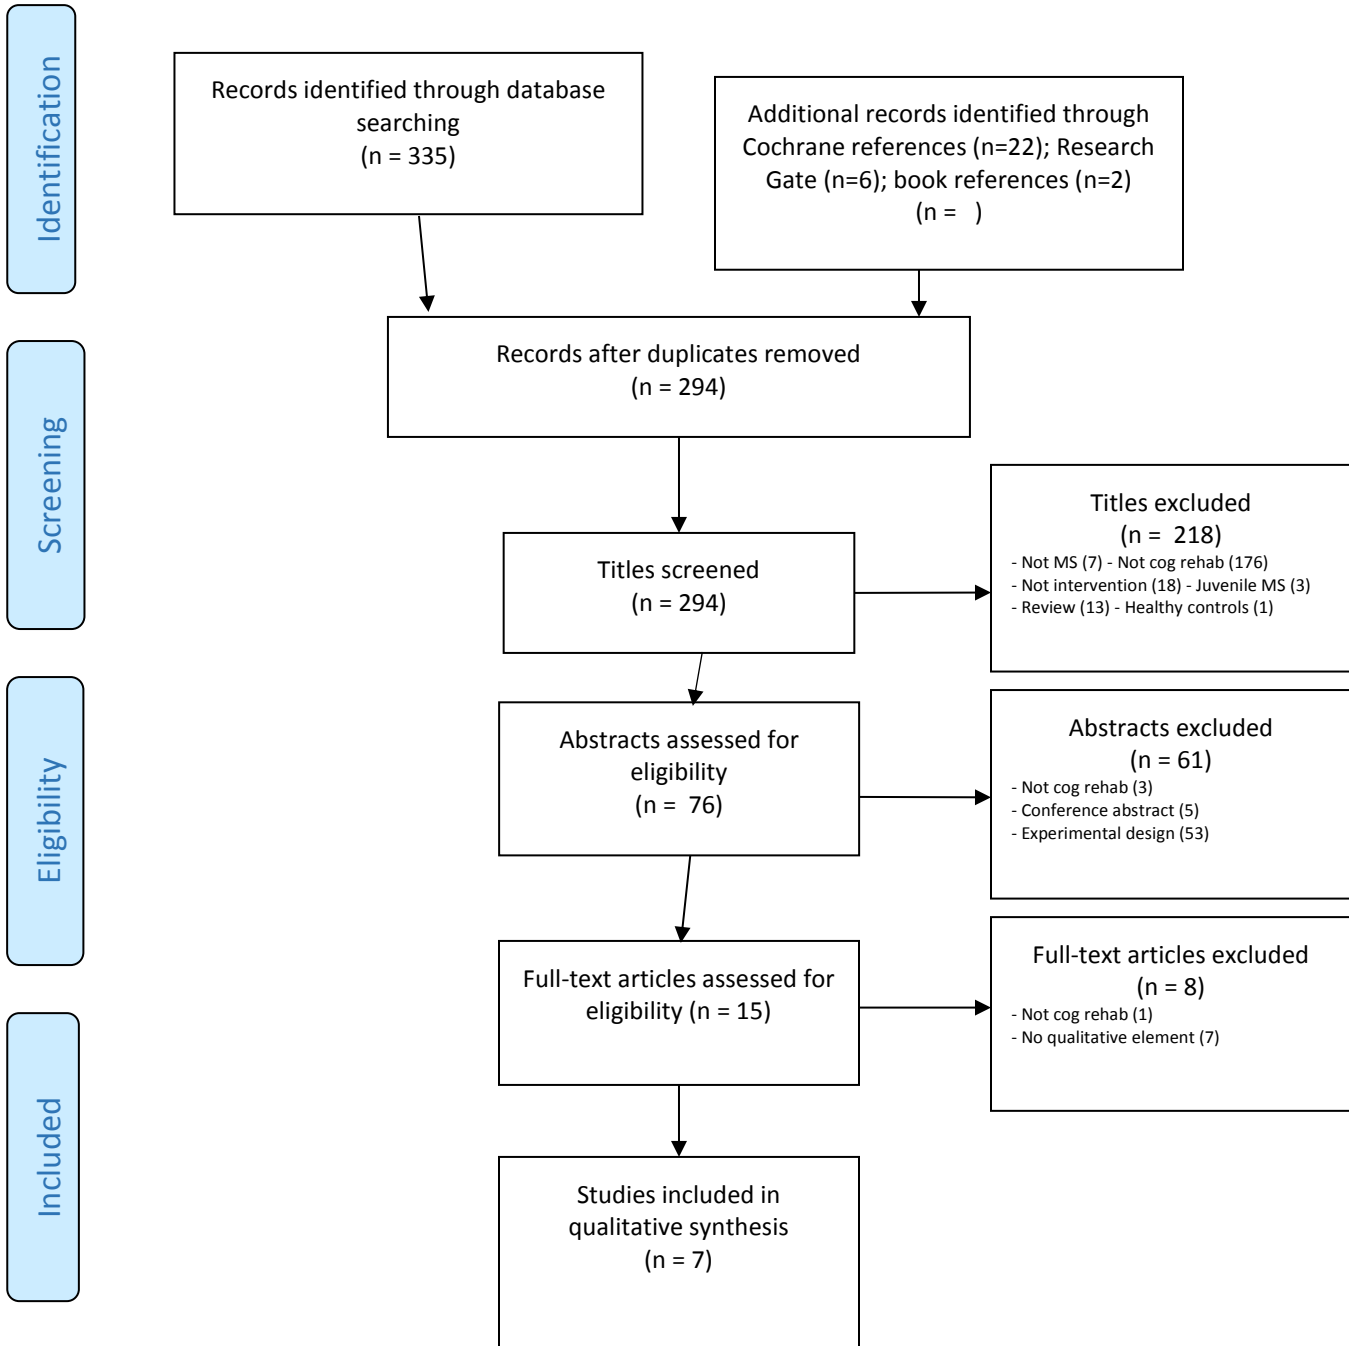 Identification
Records identified through database
searching
(n = 335)
Additional records identified through
Cochrane references (n=22); Research
Gate (n=6); book references (n=2)
(n =   )
Screening
Records after duplicates removed
(n = 294)
Titles screened
(n = 294)
Titles excluded
(n =  218)
- Not MS (7) - Not cog rehab (176)
- Not intervention (18) - Juvenile MS (3)
- Review (13) - Healthy controls (1)
Eligibility
Abstracts assessed for
eligibility
(n =  76)
Abstracts excluded
(n = 61)
- Not cog rehab (3)
- Conference abstract (5)
- Experimental design (53)
Full-text articles assessed for
eligibility (n = 15)
Full-text articles excluded
(n = 8)
- Not cog rehab (1)
- No qualitative element (7)
Included
Studies included in
qualitative synthesis
(n = 7)